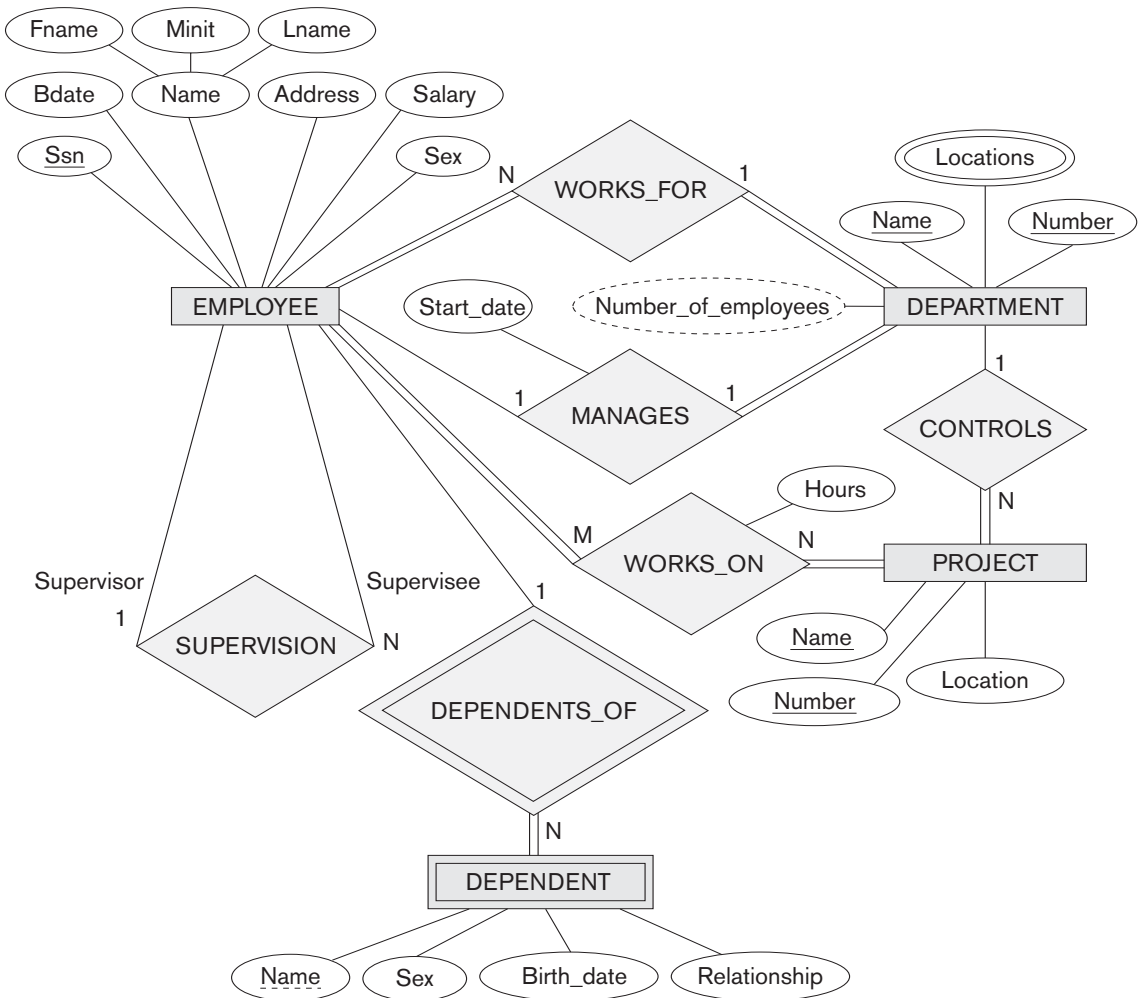 Fname
Minit
Lname
Bdate
Name
Address
Salary
Ssn
Sex
N
WORKS_FOR
1
Locations
Name
Number
EMPLOYEE
Start_date
Number_of_employees
DEPARTMENT
1
MANAGES
1
1
CONTROLS
N
Hours
M
WORKS_ON
N
PROJECT
Supervisor
1
SUPERVISION
Supervisee
N
1
Name
Number
Location
DEPENDENTS_OF
N
DEPENDENT
Name
Sex
Birth_date
Relationship